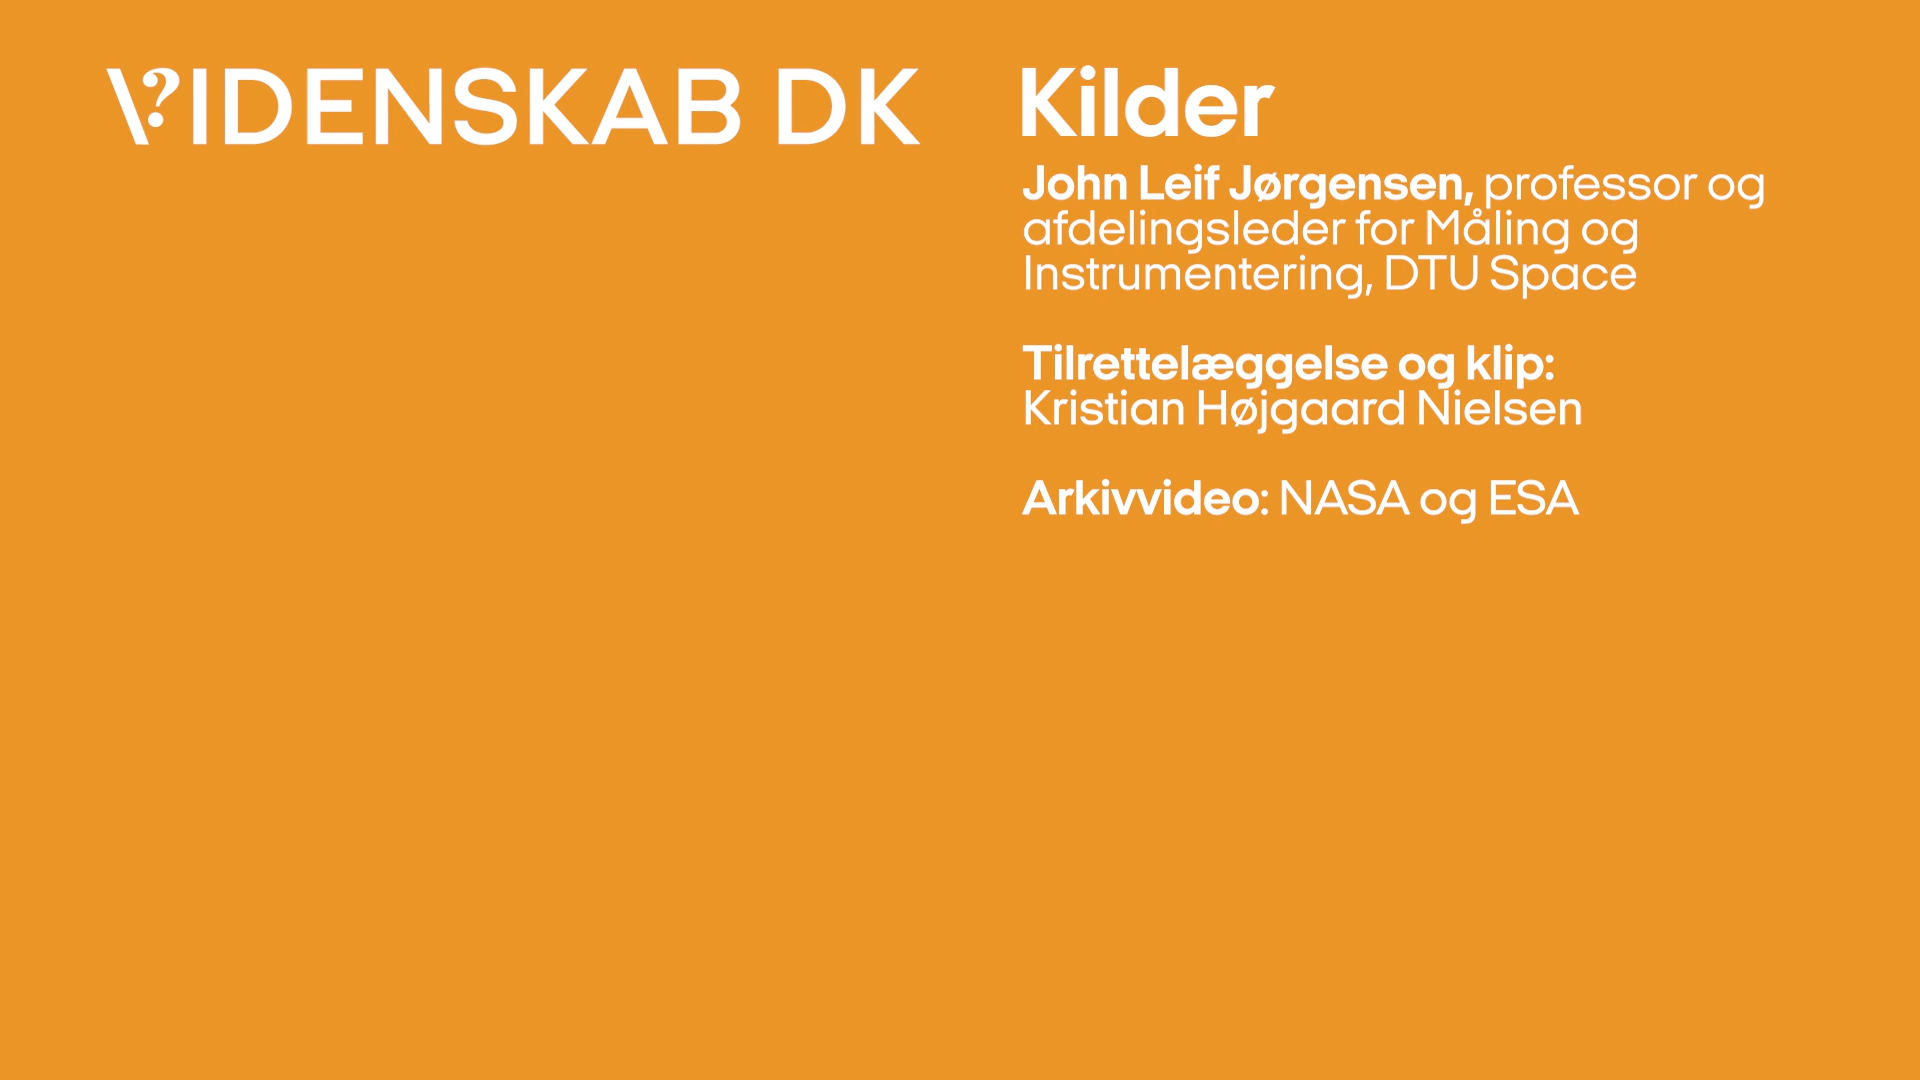 VIDENSKAB DK
Kilder
John Leif Jørgensen, professor og
afdelingsleder for Måling og
Instrumentering, DTU Space
Tilrettelæggelse og klip:
Kristian Højgaard Nielsen
Arkivvideo: NASA og ESA